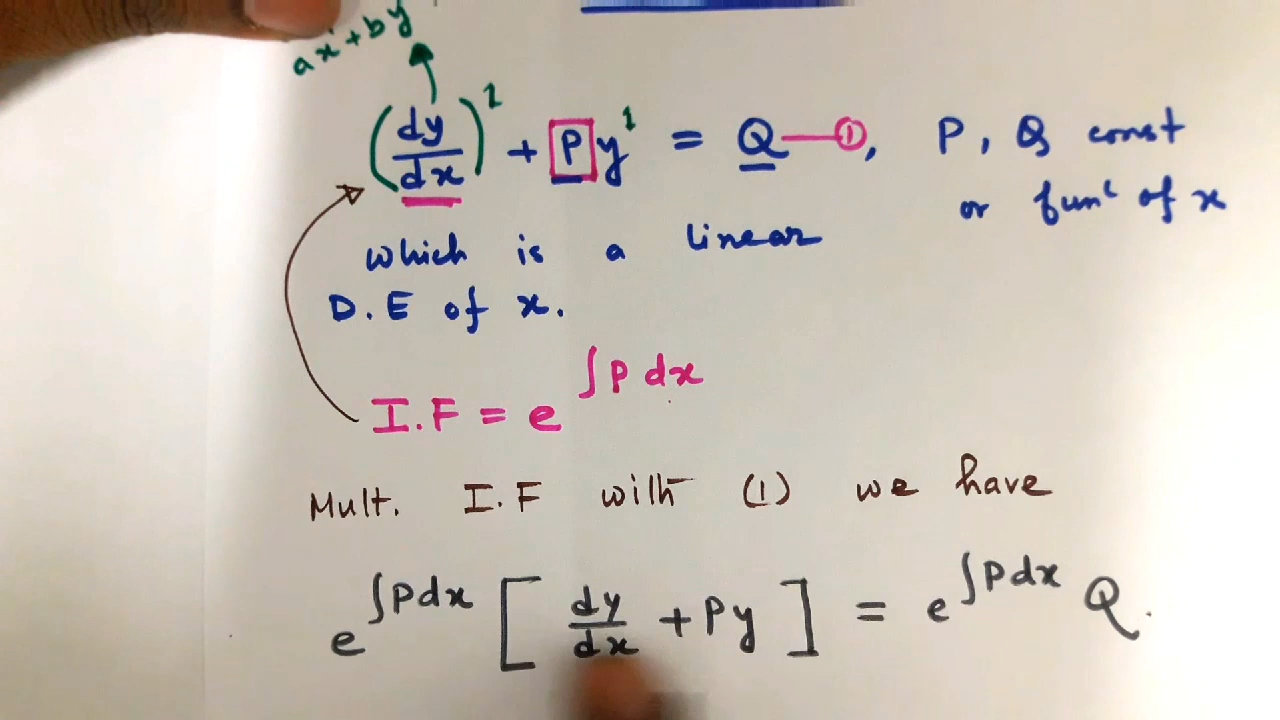 ax + by
(dy/dx)¹ + Py¹ = Q — ①, P, Q const
or funᶜ of x
which is a linear
D.E of x.
I.F = e^∫P dx
Mult. I.F with (1) we have
e^∫Pdx [dy/dx + Py] = e^∫Pdx Q.